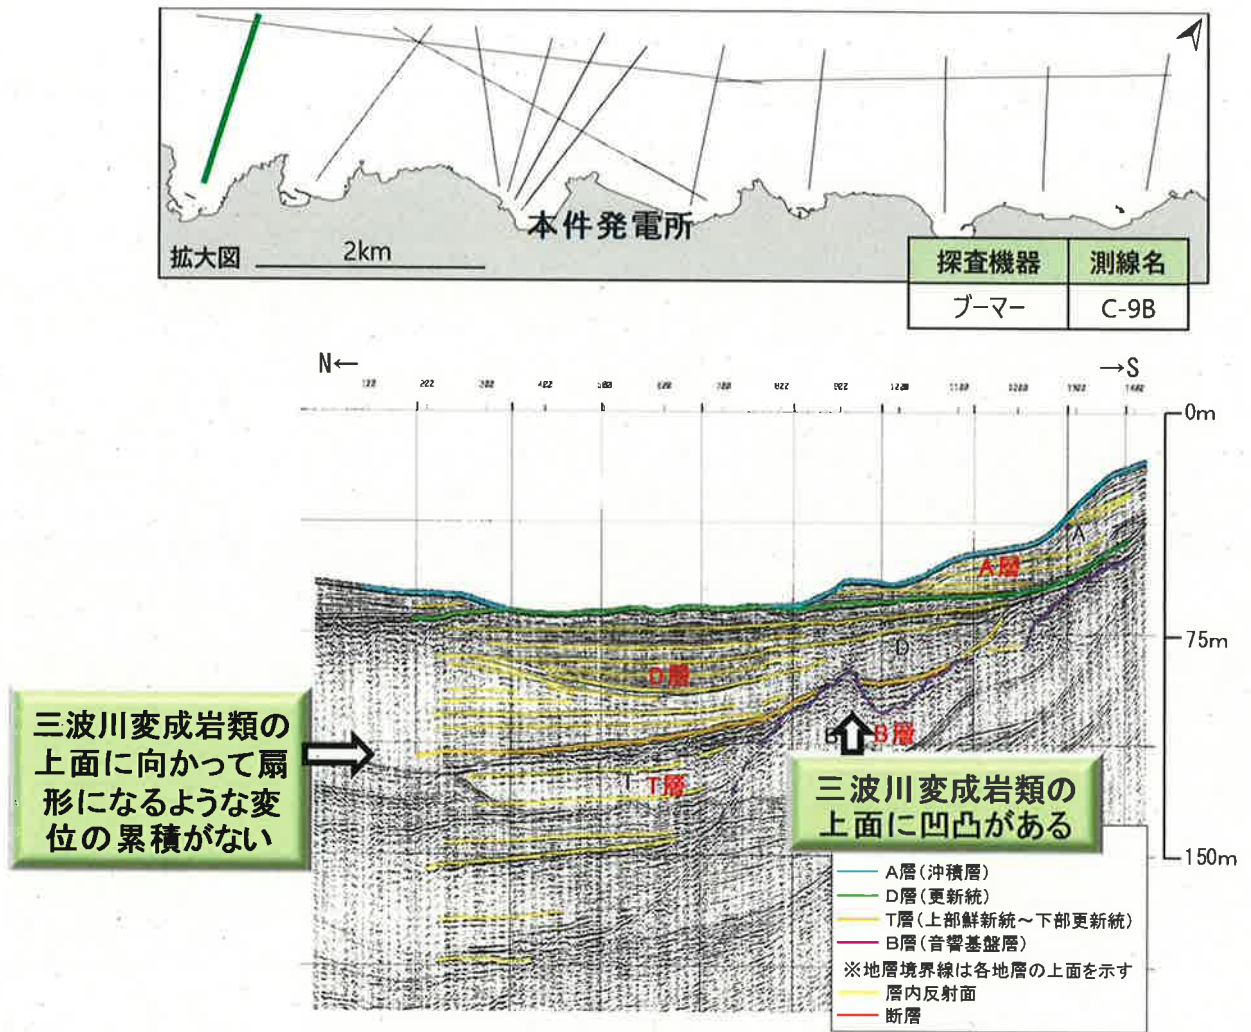 本件発電所
拡大図
2km
探査機器 測線名
ブーマー C-9B
N←
→S
0m
A
A層
75m
D
D層
三波川変成岩類の
上面に向かって扇
形になるような変
位の累積がない
B層
T層
三波川変成岩類の
上面に凹凸がある
150m
A層(沖積層)
D層(更新統)
T層(上部鮮新統～下部更新統)
B層(音響基盤層)
※地層境界線は各地層の上面を示す
層内反射面
断層